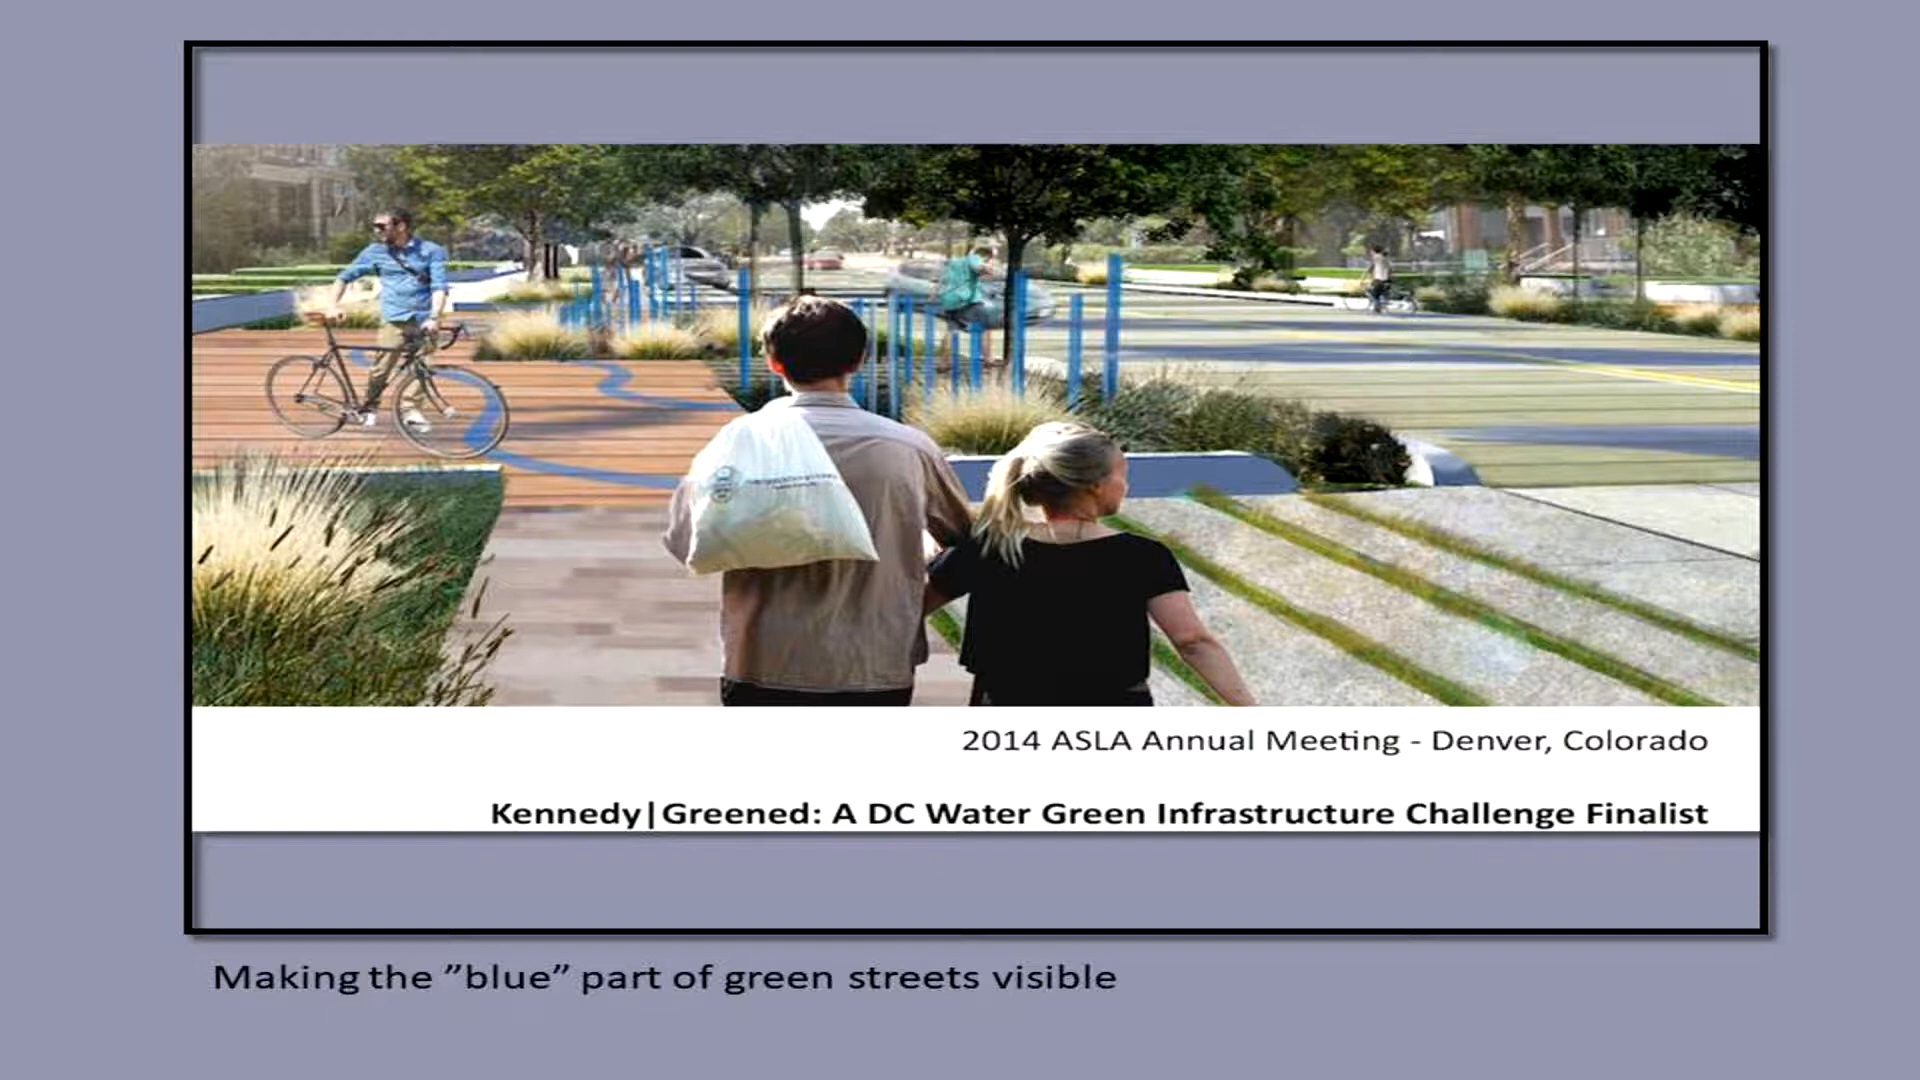 2014 ASLA Annual Meeting - Denver, Colorado
Kennedy|Greened: A DC Water Green Infrastructure Challenge Finalist
Making the ”blue” part of green streets visible